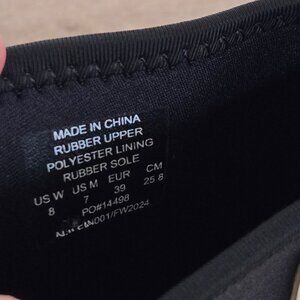 MADE IN CHINA
RUBBER UPPER
POLYESTER LINING
RUBBER SOLE
US W US M EUR CM
8 7 39 25.8
PO#14498
001/FW2024